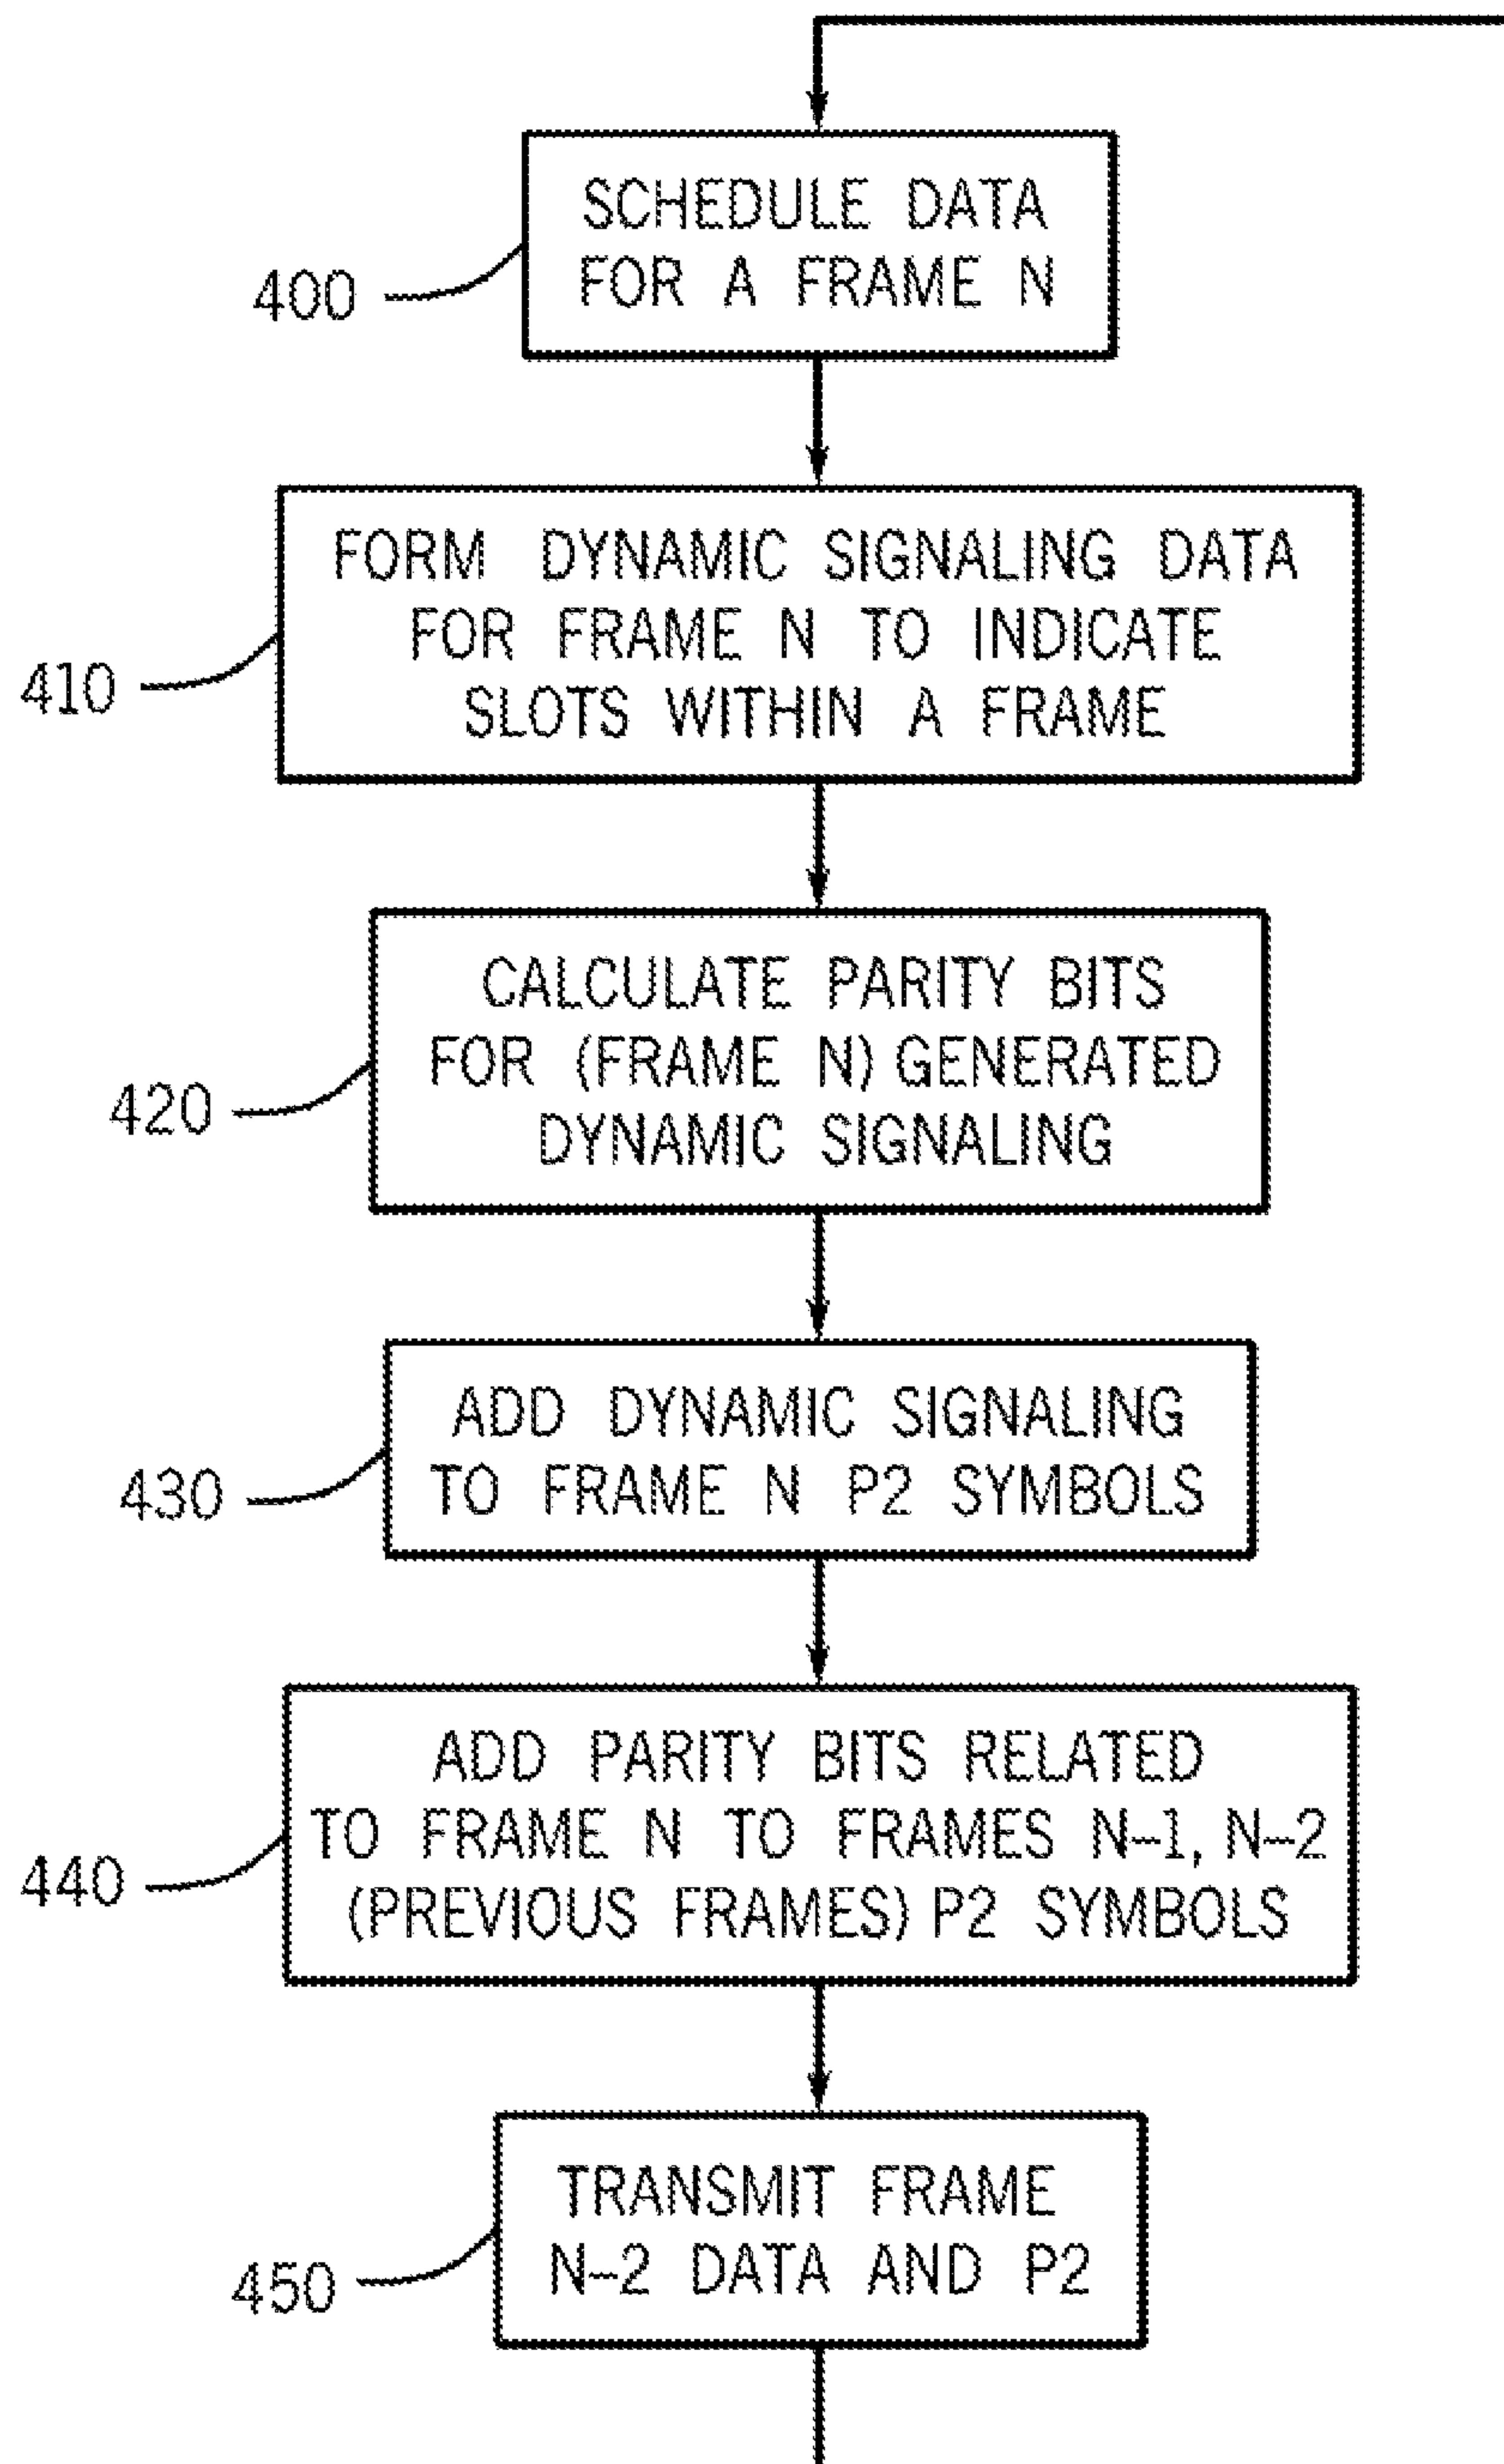 SCHEDULE DATA
FOR A FRAME N
400
FORM DYNAMIC SIGNALING DATA
FOR FRAME N TO INDICATE
SLOTS WITHIN A FRAME
410
CALCULATE PARITY BITS
FOR (FRAME N) GENERATED
DYNAMIC SIGNALING
420
ADD DYNAMIC SIGNALING
TO FRAME N P2 SYMBOLS
430
ADD PARITY BITS RELATED
TO FRAME N TO FRAMES N-1, N-2
(PREVIOUS FRAMES) P2 SYMBOLS
440
TRANSMIT FRAME
N-2 DATA AND P2
450